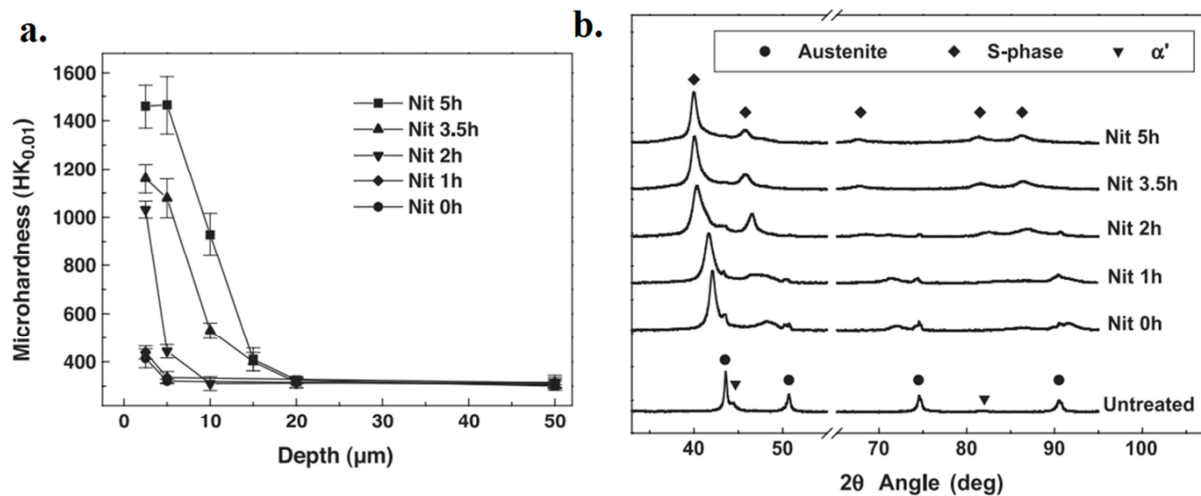 a.
1600
1400
1200
1000
800
600
400
Microhardness (HK0.01)
0 10 20 30 40 50
Depth (µm)
Nit 5h
Nit 3.5h
Nit 2h
Nit 1h
Nit 0h
b.
Austenite S-phase α'
Nit 5h
Nit 3.5h
Nit 2h
Nit 1h
Nit 0h
Untreated
40 50 70 80 90 100
2θ Angle (deg)